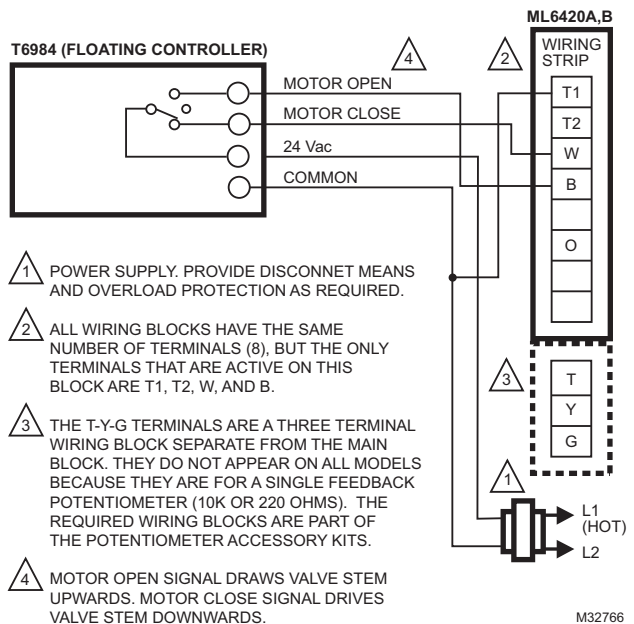 ML6420A,B
T6984 (FLOATING CONTROLLER)
4
2
WIRING
STRIP
MOTOR OPEN
T1
MOTOR CLOSE
T2
24 Vac
W
COMMON
B
O
1 POWER SUPPLY. PROVIDE DISCONNET MEANS
AND OVERLOAD PROTECTION AS REQUIRED.
2 ALL WIRING BLOCKS HAVE THE SAME
NUMBER OF TERMINALS (8), BUT THE ONLY
TERMINALS THAT ARE ACTIVE ON THIS
BLOCK ARE T1, T2, W, AND B.
3 THE T-Y-G TERMINALS ARE A THREE TERMINAL
WIRING BLOCK SEPARATE FROM THE MAIN
BLOCK. THEY DO NOT APPEAR ON ALL MODELS
BECAUSE THEY ARE FOR A SINGLE FEEDBACK
POTENTIOMETER (10K OR 220 OHMS). THE
REQUIRED WIRING BLOCKS ARE PART OF
THE POTENTIOMETER ACCESSORY KITS.
4 MOTOR OPEN SIGNAL DRAWS VALVE STEM
UPWARDS. MOTOR CLOSE SIGNAL DRIVES
VALVE STEM DOWNWARDS.
3
T
Y
G
1
L1
(HOT)
L2
M32766